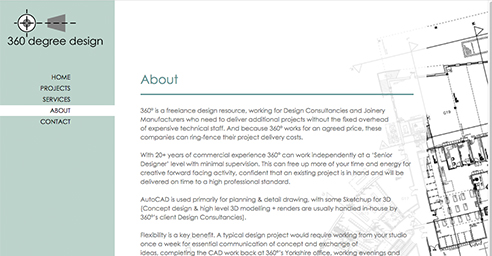 360 degree design
HOME
PROJECTS
SERVICES
ABOUT
CONTACT
About
360° is a freelance design resource, working for Design Consultancies and Joinery
Manufacturers who need to deliver additional projects without the fixed overhead
of expensive technical staff. And because 360° works for an agreed price, these
companies can ring-fence their project delivery costs.
With 20+ years of commercial experience 360° can work independently at a 'Senior
Designer' level with minimal supervision. This can free up more of your time and energy for
creative forward facing activity, confident that an existing project is in hand and will be
delivered on time to a high professional standard.
AutoCAD is used primarily for planning & detail drawing, with some Sketchup for 3D
(Concept design & high level 3D modelling + renders are usually handled in-house by
360°'s client Design Consultancies).
Flexibility is a key benefit. A typical design project would require working from your studio
once a week for essential communication of concept and exchange of
ideas, completing the CAD work back at 360°'s Yorkshire office, working evenings and